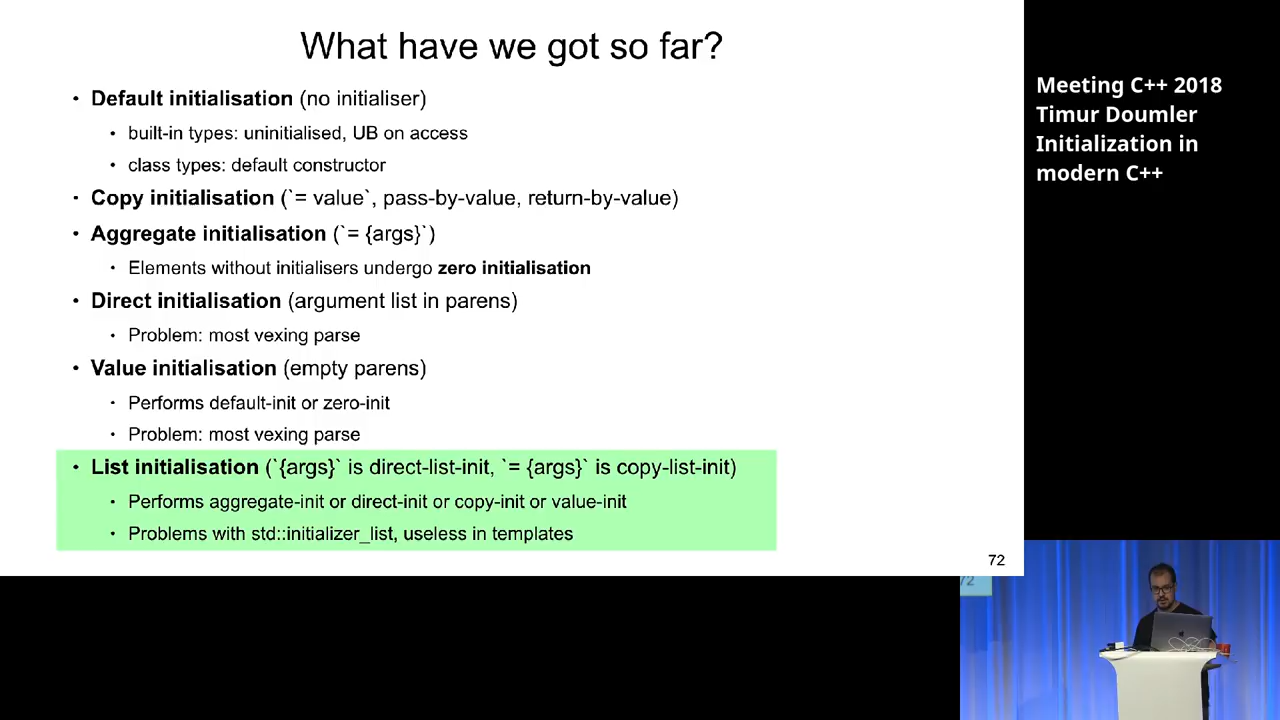 What have we got so far?
• Default initialisation (no initialiser)
• built-in types: uninitialised, UB on access
• class types: default constructor
• Copy initialisation (`= value`, pass-by-value, return-by-value)
• Aggregate initialisation (`= {args}`)
• Elements without initialisers undergo zero initialisation
• Direct initialisation (argument list in parens)
• Problem: most vexing parse
• Value initialisation (empty parens)
• Performs default-init or zero-init
• Problem: most vexing parse
• List initialisation (`{args}` is direct-list-init, `= {args}` is copy-list-init)
• Performs aggregate-init or direct-init or copy-init or value-init
• Problems with std::initializer_list, useless in templates
72
Meeting C++ 2018
Timur Doumler
Initialization in
modern C++
72